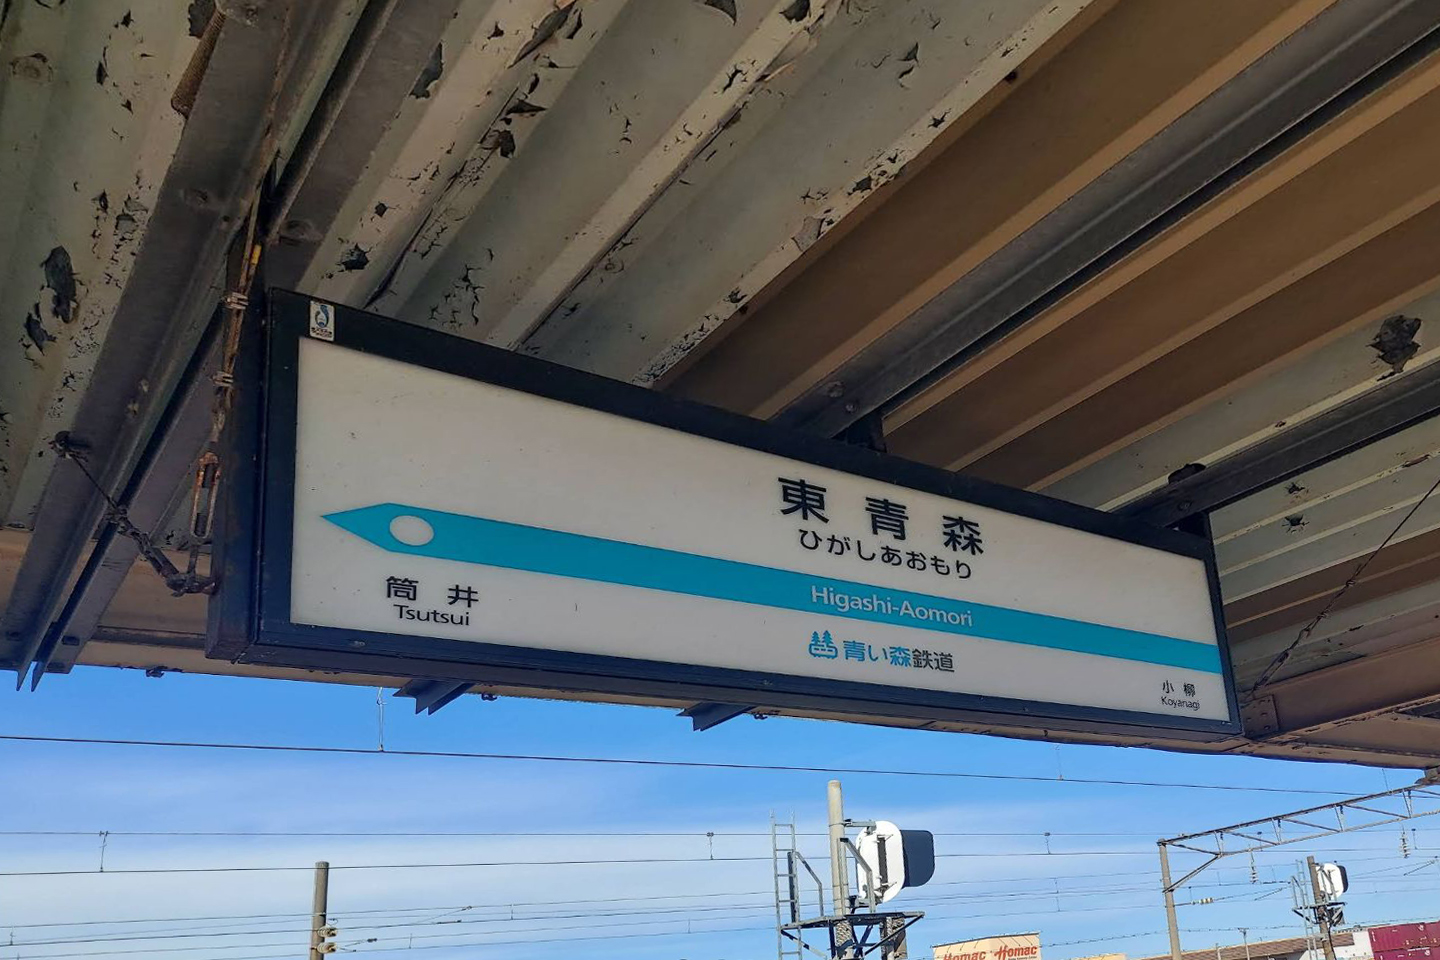 東青森
ひがしあおもり
Higashi-Aomori
筒井
Tsutsui
青い森鉄道
小柳
Koyanagi
Homac Homac